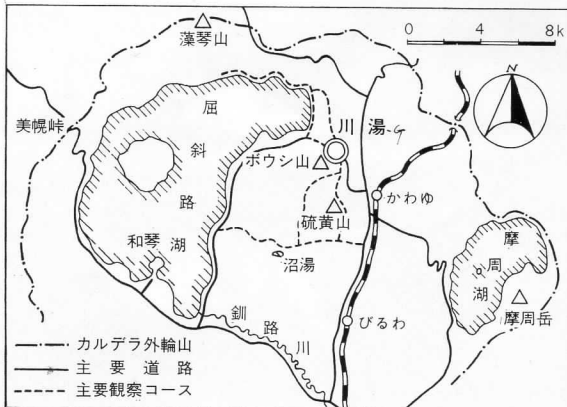 藻琴山
0 4 8k
N
美幌峠
屈斜路湖
川湯
ボウシ山
かわゆ
硫黄山
和琴
沼湯
摩周湖
摩周岳
釧路川
びるわ
カルデラ外輪山
主要道路
主要観察コース